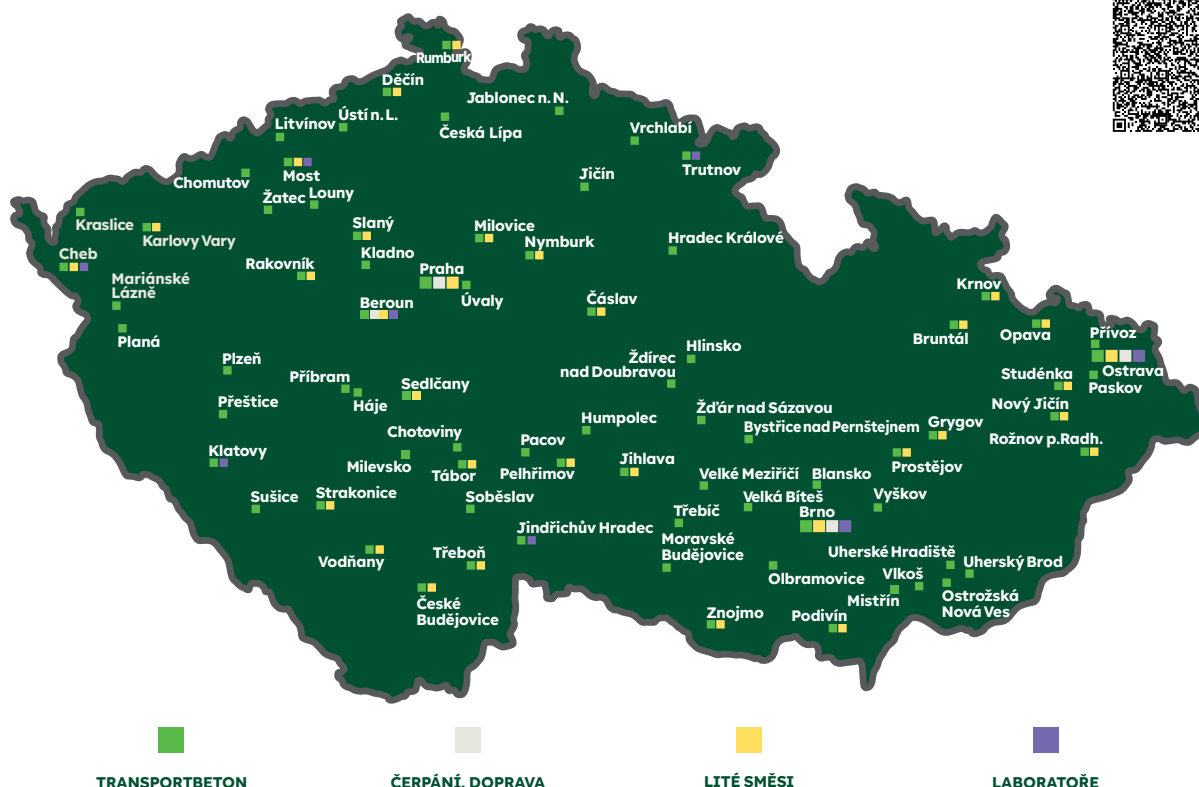 Rumburk
Děčín
Jablonec n. N.
Ústí n. L.
Litvínov
Česká Lípa
Vrchlabí
Trutnov
Most
Chomutov
Jičín
Žatec
Louny
Kraslice
Karlovy Vary
Slaný
Milovice
Nymburk
Hradec Králové
Cheb
Kladno
Rakovník
Praha
Mariánské
Lázně
Úvaly
Krnov
Beroun
Čáslav
Planá
Bruntál
Opava
Přívoz
Plzeň
Hlinsko
Ždírec
nad Doubravou
Ostrava
Studénka
Paskov
Příbram
Sedlčany
Háje
Přeštice
Nový Jičín
Žďár nad Sázavou
Humpolec
Bystřice nad Pernštejnem
Grygov
Chotoviny
Pacov
Rožnov p.Radh.
Klatovy
Milevsko
Tábor
Pelhřimov
Jihlava
Prostějov
Velké Meziříčí
Blansko
Sušice
Strakonice
Soběslav
Velká Bíteš
Vyškov
Třebíč
Brno
Jindřichův Hradec
Moravské
Budějovice
Vodňany
Třeboň
Uherské Hradiště
Uherský Brod
Olbramovice
Vlkoš
Mistřín
Ostrožská
Nová Ves
České
Budějovice
Znojmo
Podivín
TRANSPORTBETON
ČERPÁNÍ, DOPRAVA
LITÉ SMĚSI
LABORATOŘE